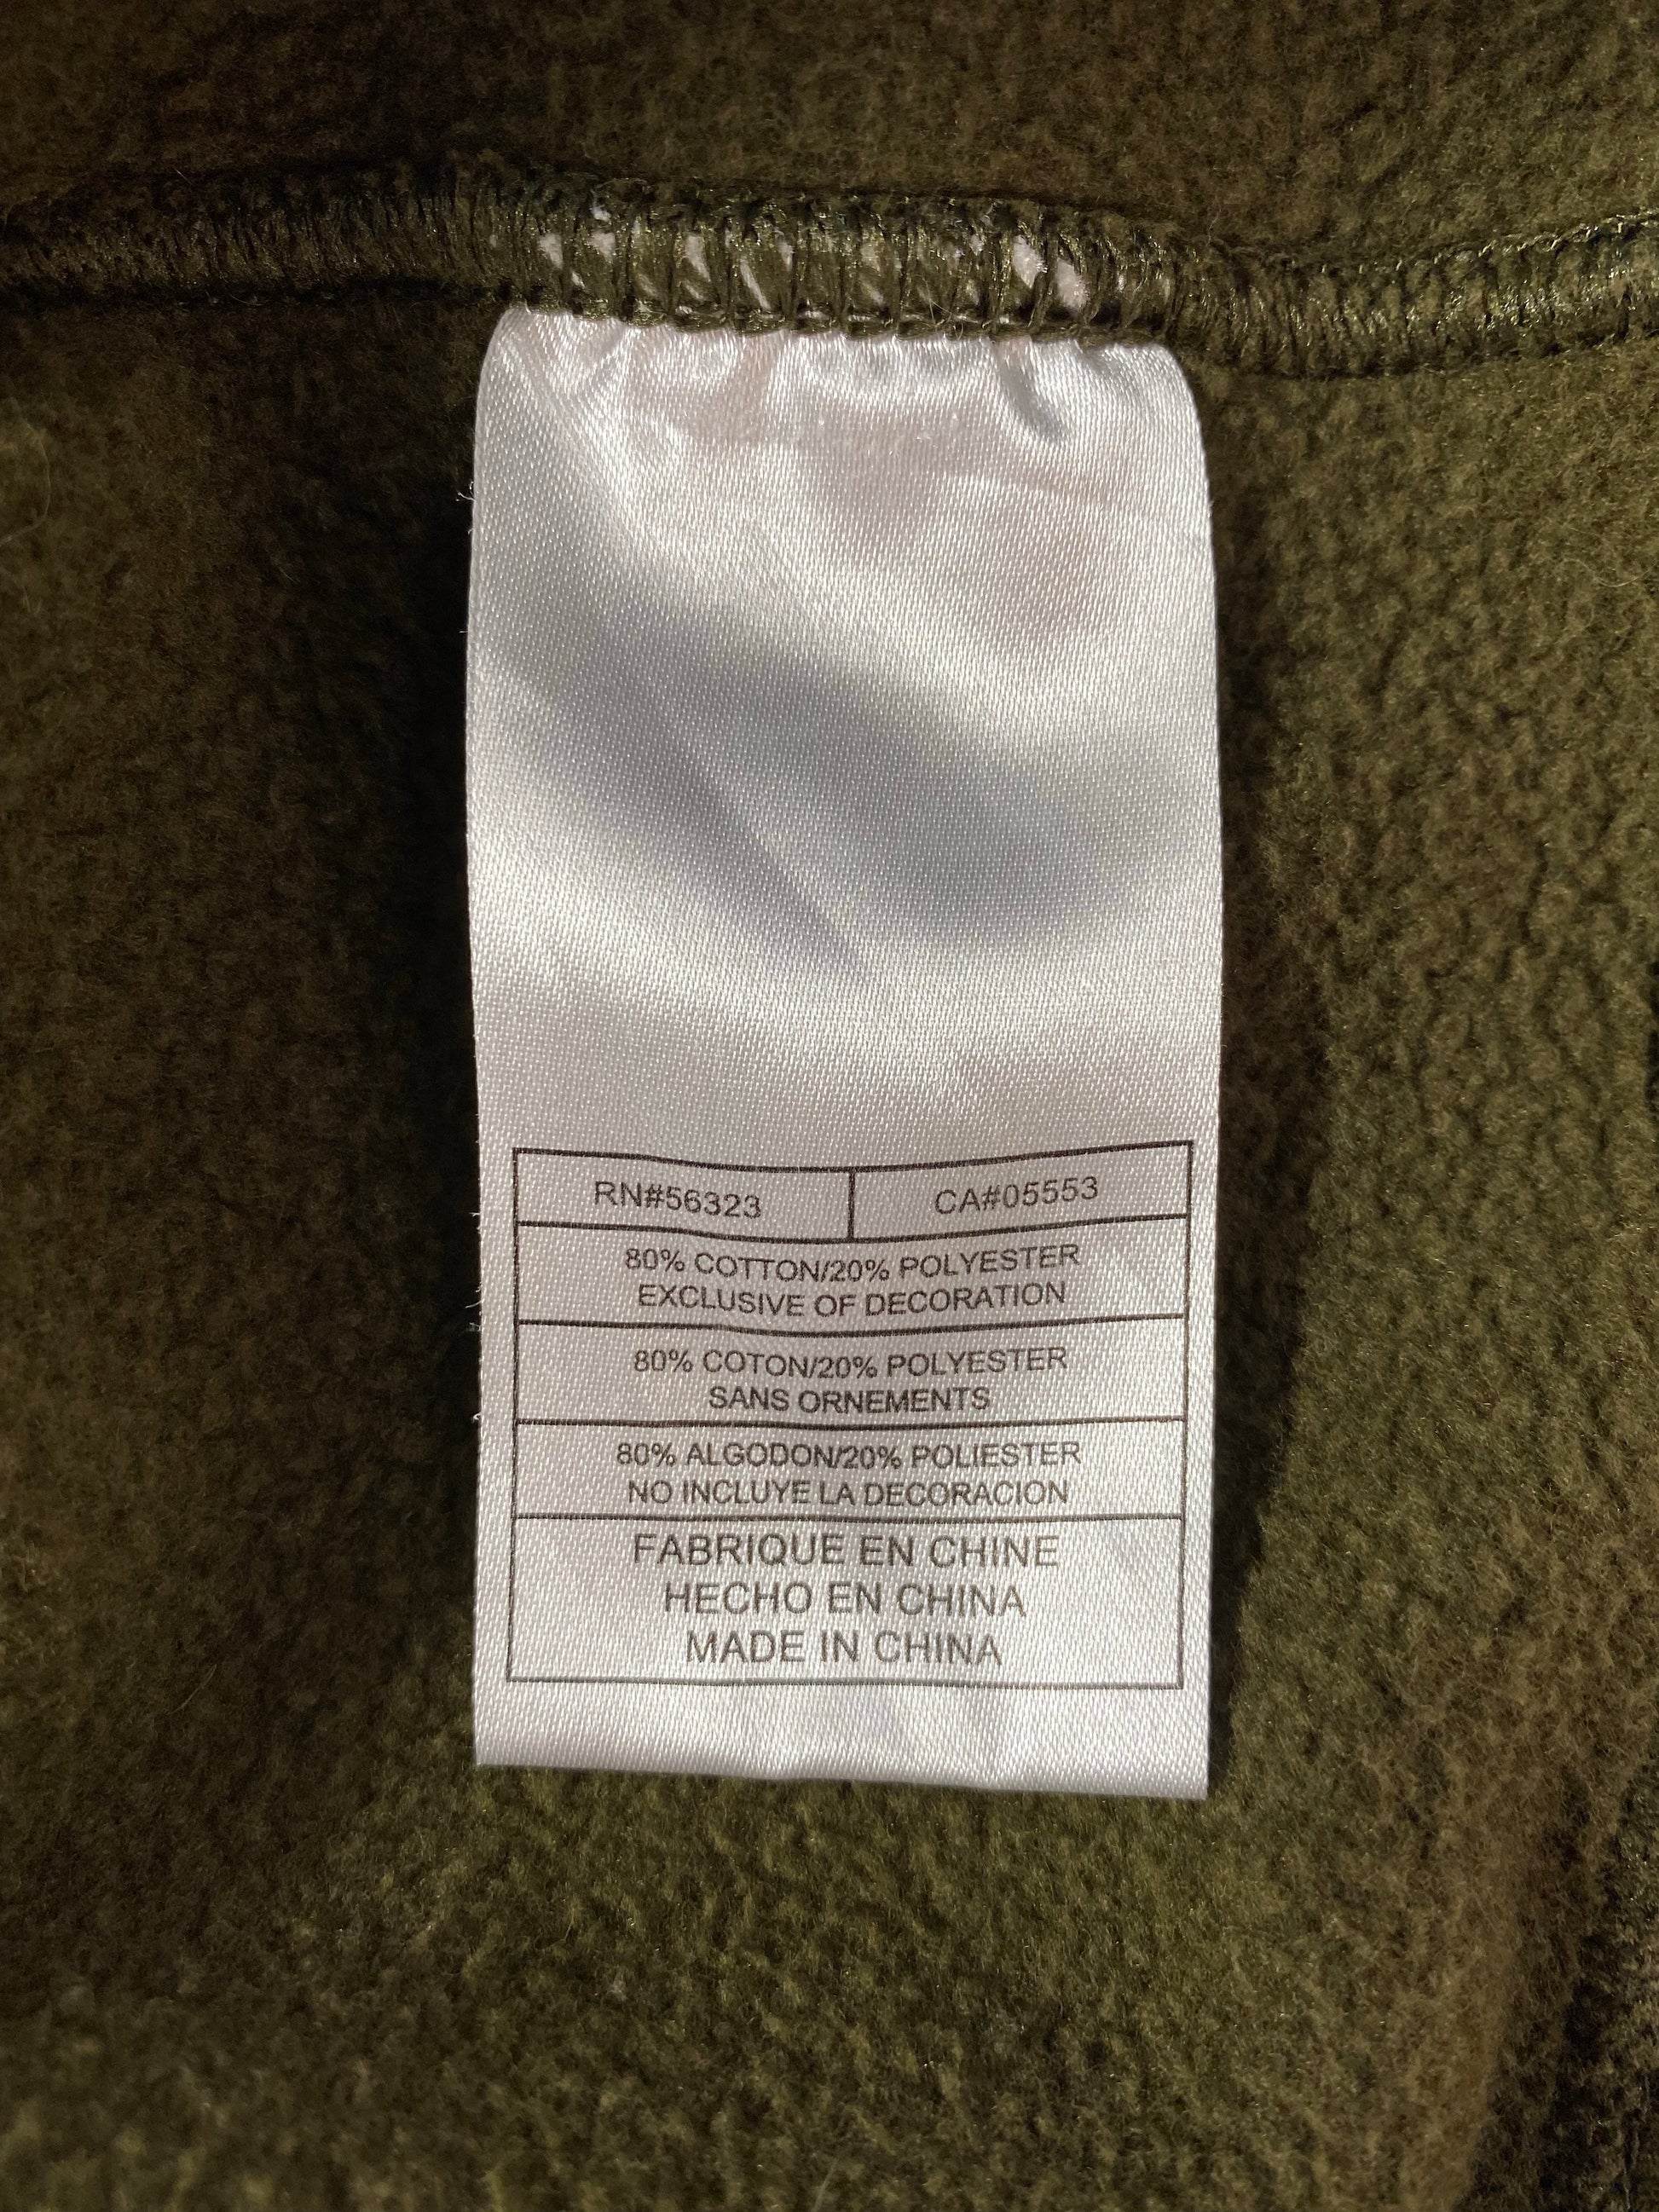 RN#56323 CA#05553
80% COTTON/20% POLYESTER
EXCLUSIVE OF DECORATION
80% COTON/20% POLYESTER
SANS ORNEMENTS
80% ALGODON/20% POLIESTER
NO INCLUYE LA DECORACION
FABRIQUE EN CHINE
HECHO EN CHINA
MADE IN CHINA